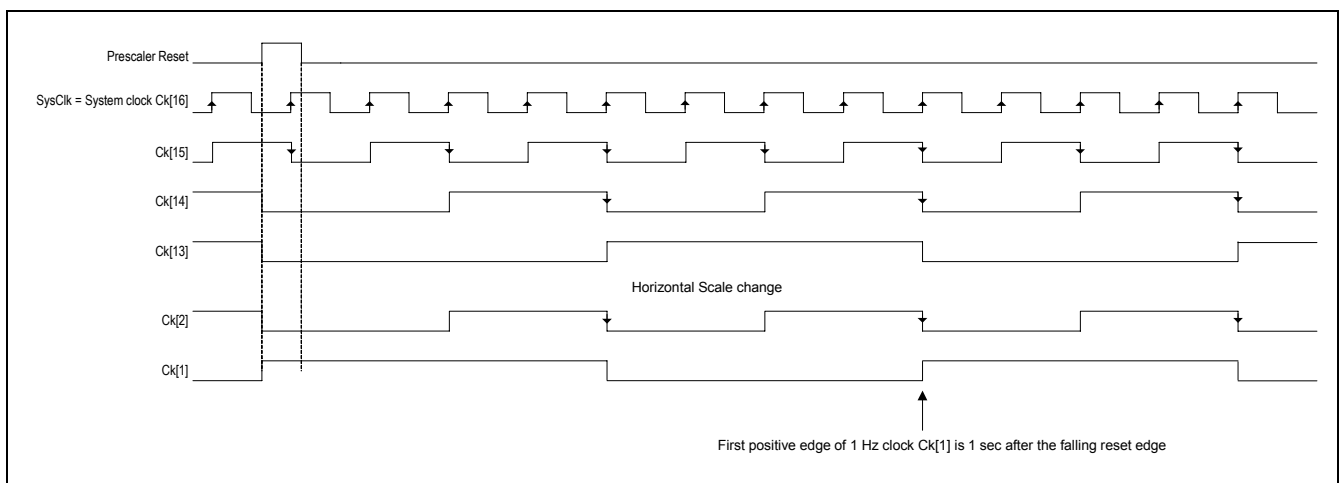 Prescaler Reset
SysClk = System clock Ck[16]
Ck[15]
Ck[14]
Ck[13]
Horizontal Scale change
Ck[2]
Ck[1]
First positive edge of 1 Hz clock Ck[1] is 1 sec after the falling reset edge